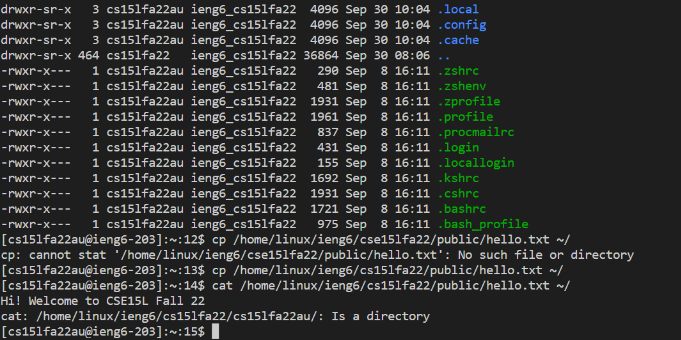 drwxr-sr-x   3 cs15lfa22au ieng6_cs15lfa22  4096 Sep 30 10:04 .local
drwxr-sr-x   3 cs15lfa22au ieng6_cs15lfa22  4096 Sep 30 10:04 .config
drwxr-sr-x   3 cs15lfa22au ieng6_cs15lfa22  4096 Sep 30 10:04 .cache
drwxr-sr-x 464 cs15lfa22   ieng6_cs15lfa22 36864 Sep 30 08:06 ..
-rwxr-x---   1 cs15lfa22au ieng6_cs15lfa22   290 Sep  8 16:11 .zshrc
-rwxr-x---   1 cs15lfa22au ieng6_cs15lfa22   481 Sep  8 16:11 .zshenv
-rwxr-x---   1 cs15lfa22au ieng6_cs15lfa22  1931 Sep  8 16:11 .zprofile
-rwxr-x---   1 cs15lfa22au ieng6_cs15lfa22  1961 Sep  8 16:11 .profile
-rwxr-x---   1 cs15lfa22au ieng6_cs15lfa22   837 Sep  8 16:11 .procmailrc
-rwxr-x---   1 cs15lfa22au ieng6_cs15lfa22   431 Sep  8 16:11 .login
-rwxr-x---   1 cs15lfa22au ieng6_cs15lfa22   155 Sep  8 16:11 .locallogin
-rwxr-x---   1 cs15lfa22au ieng6_cs15lfa22  1692 Sep  8 16:11 .kshrc
-rwxr-x---   1 cs15lfa22au ieng6_cs15lfa22  1931 Sep  8 16:11 .cshrc
-rwxr-x---   1 cs15lfa22au ieng6_cs15lfa22  1721 Sep  8 16:11 .bashrc
-rwxr-x---   1 cs15lfa22au ieng6_cs15lfa22   975 Sep  8 16:11 .bash_profile
[cs15lfa22au@ieng6-203]:~:12$ cp /home/linux/ieng6/cse15lfa22/public/hello.txt ~/
cp: cannot stat '/home/linux/ieng6/cse15lfa22/public/hello.txt': No such file or directory
[cs15lfa22au@ieng6-203]:~:13$ cp /home/linux/ieng6/cs15lfa22/public/hello.txt ~/
[cs15lfa22au@ieng6-203]:~:14$ cat /home/linux/ieng6/cs15lfa22/public/hello.txt ~/
Hi! Welcome to CSE15L Fall 22
cat: /home/linux/ieng6/cs15lfa22/cs15lfa22au/: Is a directory
[cs15lfa22au@ieng6-203]:~:15$